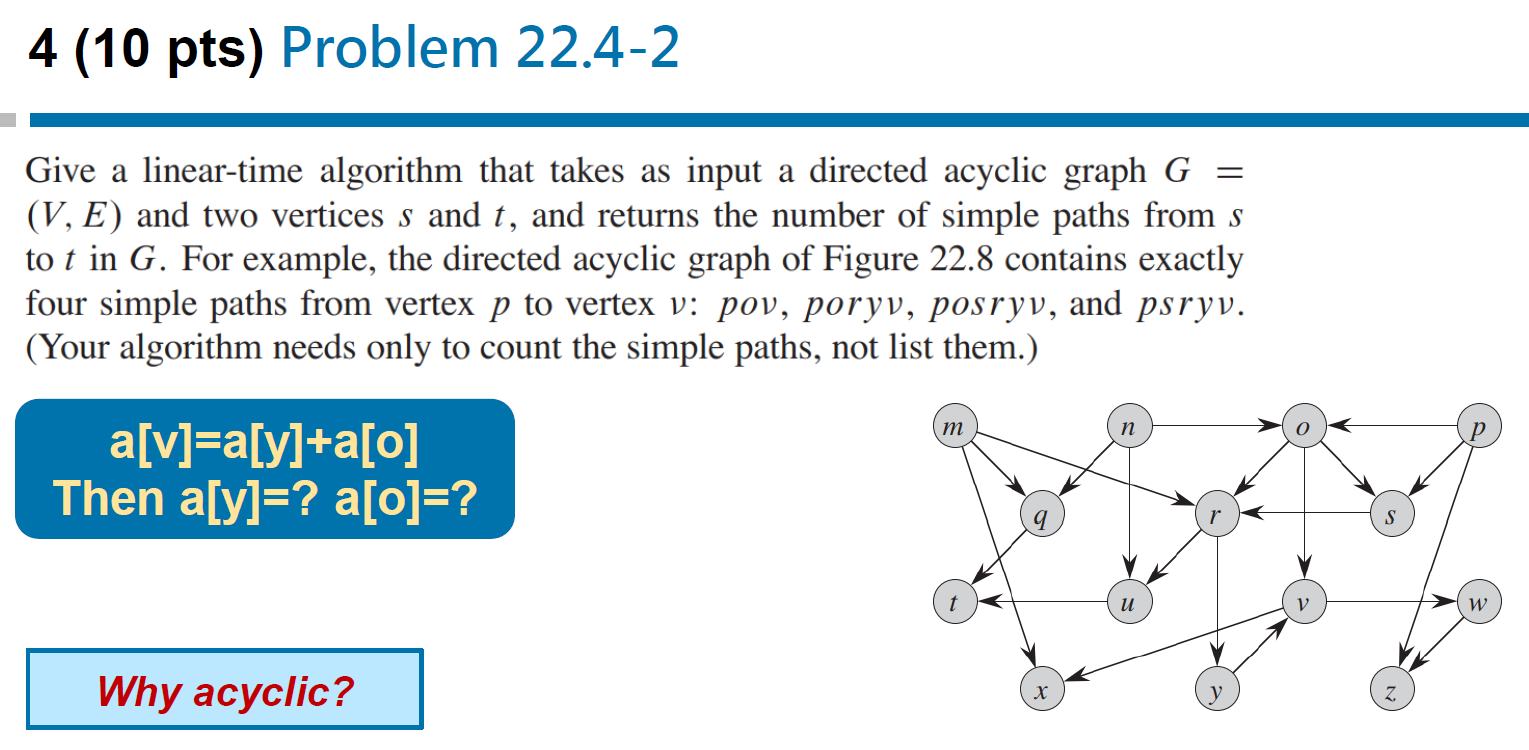 4 (10 pts) Problem 22.4-2
Give a linear-time algorithm that takes as input a directed acyclic graph G =
(V, E) and two vertices s and t, and returns the number of simple paths from s
to t in G. For example, the directed acyclic graph of Figure 22.8 contains exactly
four simple paths from vertex p to vertex v: pov, poryv, posryv, and psryv.
(Your algorithm needs only to count the simple paths, not list them.)
a[v]=a[y]+a[o]
Then a[y]=? a[o]=?
m n o p
q r s
t u v w
x y z
Why acyclic?